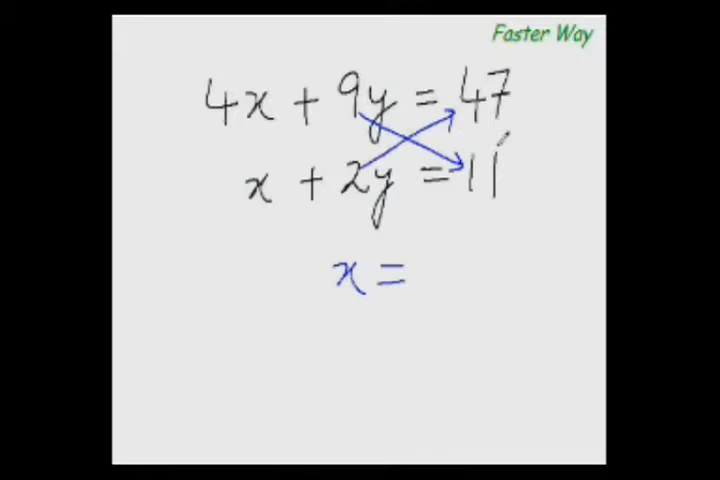 Faster Way
4x + 9y = 47
x + 2y = 11
x =